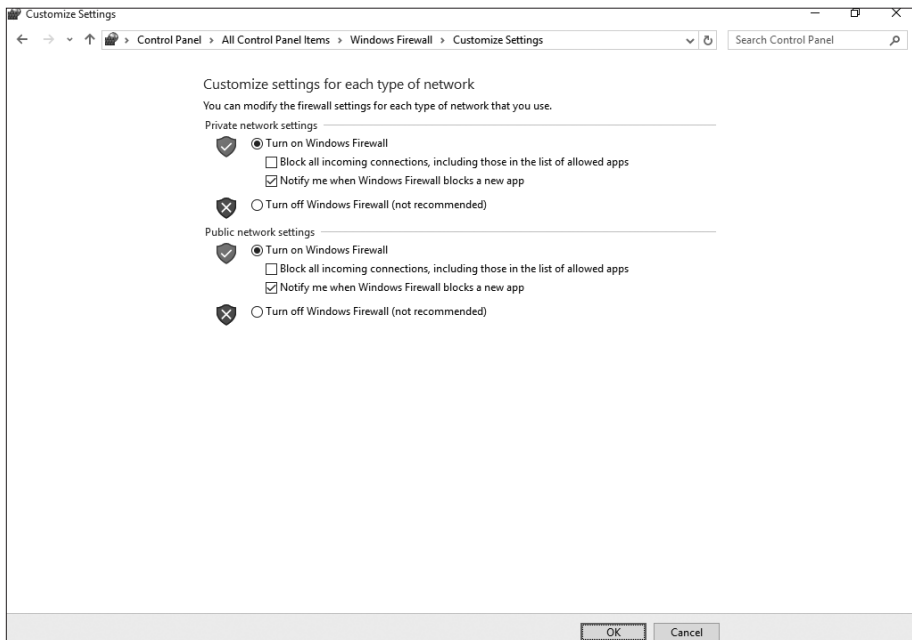 Customize Settings
Control Panel > All Control Panel Items > Windows Firewall > Customize Settings
Search Control Panel
Customize settings for each type of network
You can modify the firewall settings for each type of network that you use.
Private network settings
Turn on Windows Firewall
Block all incoming connections, including those in the list of allowed apps
Notify me when Windows Firewall blocks a new app
Turn off Windows Firewall (not recommended)
Public network settings
Turn on Windows Firewall
Block all incoming connections, including those in the list of allowed apps
Notify me when Windows Firewall blocks a new app
Turn off Windows Firewall (not recommended)
OK Cancel